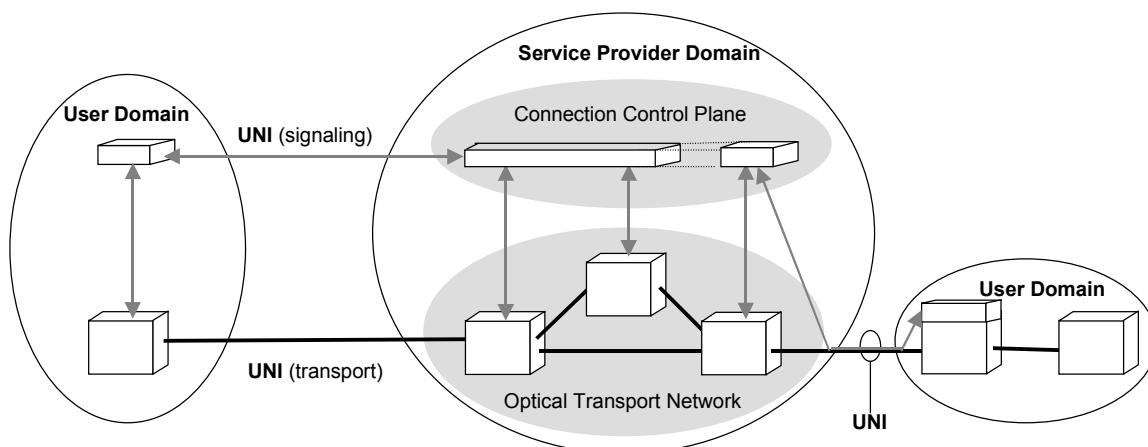 Service Provider Domain
User Domain
Connection Control Plane
UNI (signaling)
User Domain
UNI (transport)
Optical Transport Network
UNI